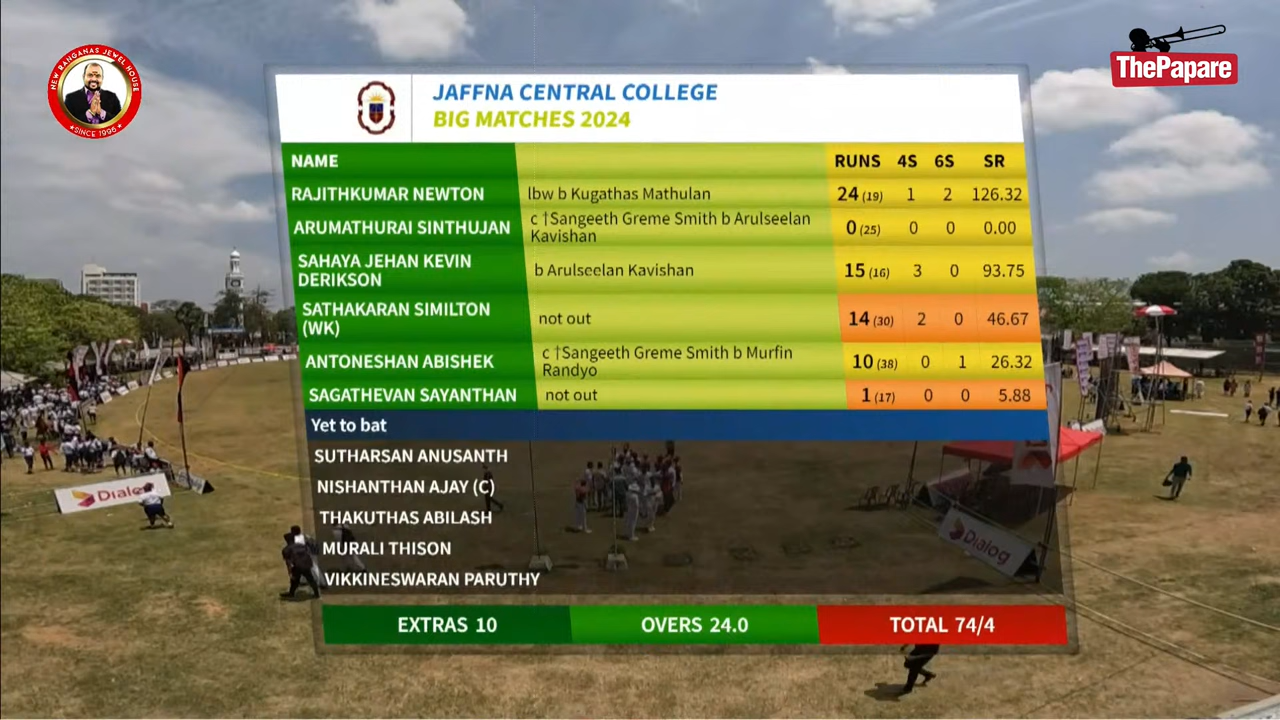 NEW RANGANAS JEWEL HOUSE
★SINCE 1996★
ThePapare
JAFFNA CENTRAL COLLEGE
BIG MATCHES 2024
NAME RUNS 4S 6S SR
RAJITHKUMAR NEWTON lbw b Kugathas Mathulan 24 (19) 1 2 126.32
ARUMATHURAI SINTHUJAN c †Sangeeth Greme Smith b Arulseelan Kavishan 0 (25) 0 0 0.00
SAHAYA JEHAN KEVIN
DERIKSON b Arulseelan Kavishan 15 (16) 3 0 93.75
SATHAKARAN SIMILTON
(WK) not out 14 (30) 2 0 46.67
ANTONESHAN ABISHEK c †Sangeeth Greme Smith b Murfin Randyo 10 (38) 0 1 26.32
SAGATHEVAN SAYANTHAN not out 1 (17) 0 0 5.88
Yet to bat
SUTHARSAN ANUSANTH
NISHANTHAN AJAY (C)
THAKUTHAS ABILASH
MURALI THISON
VIKKINESWARAN PARUTHY
Dialog
Dialog
EXTRAS 10 OVERS 24.0 TOTAL 74/4